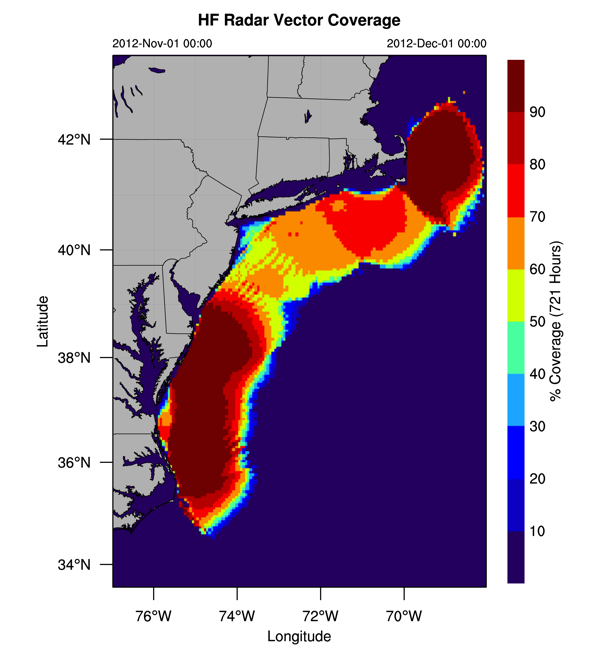 HF Radar Vector Coverage
2012-Nov-01 00:00 2012-Dec-01 00:00
90
80
70
60
50
40
30
20
10
% Coverage (721 Hours)
42°N
40°N
38°N
36°N
34°N
Latitude
76°W 74°W 72°W 70°W
Longitude